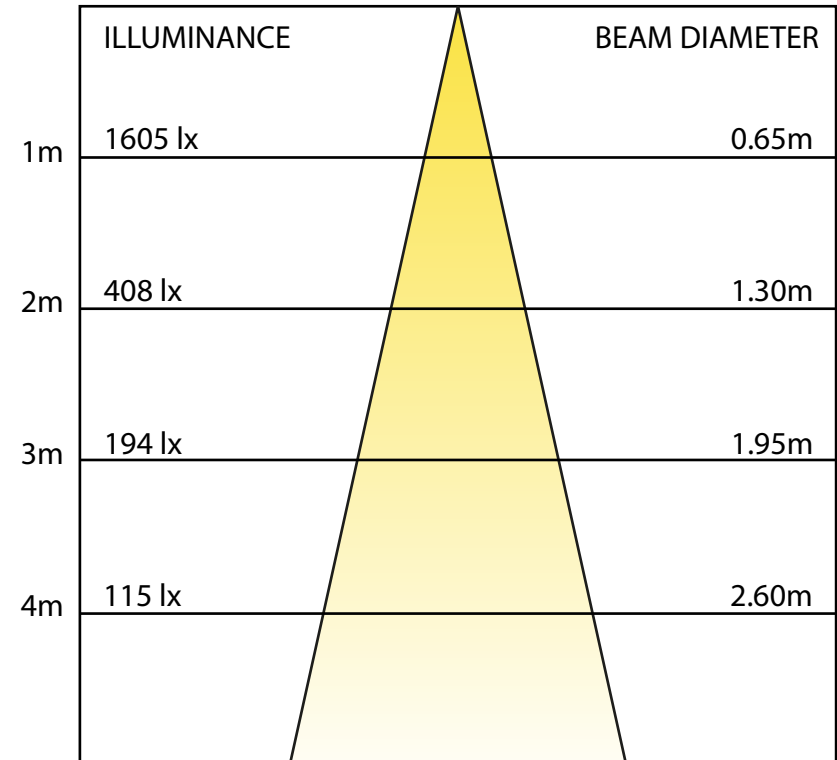 ILLUMINANCE BEAM DIAMETER
1m 1605 lx 0.65m
2m 408 lx 1.30m
3m 194 lx 1.95m
4m 115 lx 2.60m